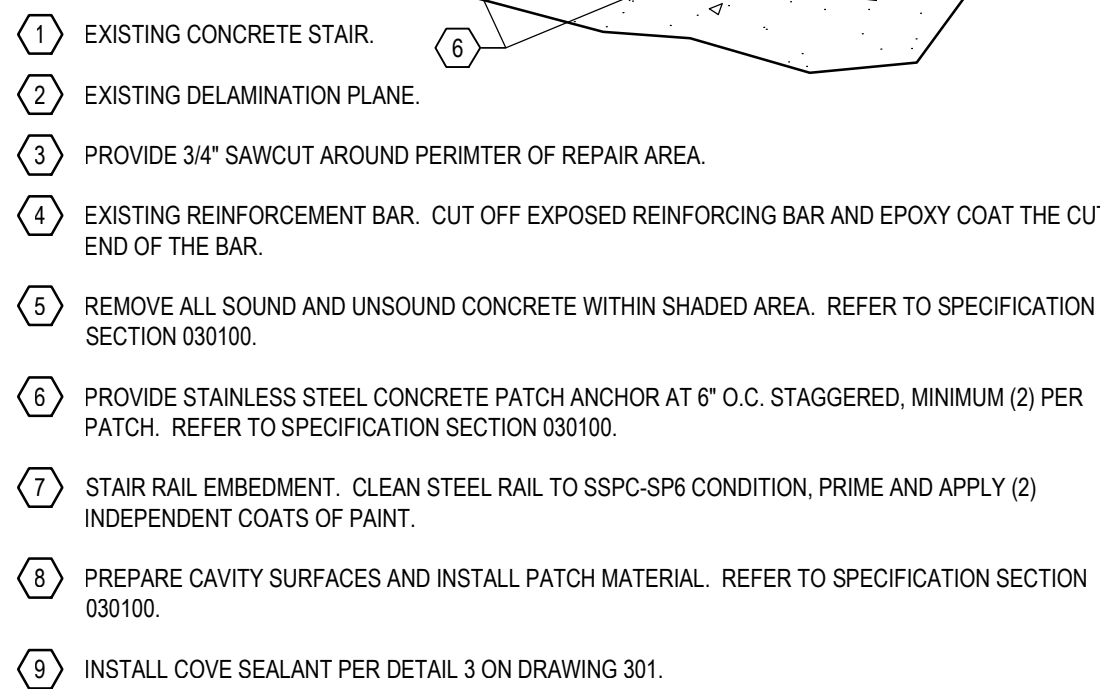 6
1 EXISTING CONCRETE STAIR.
2 EXISTING DELAMINATION PLANE.
3 PROVIDE 3/4" SAWCUT AROUND PERIMTER OF REPAIR AREA.
4 EXISTING REINFORCEMENT BAR. CUT OFF EXPOSED REINFORCING BAR AND EPOXY COAT THE CUT
END OF THE BAR.
5 REMOVE ALL SOUND AND UNSOUND CONCRETE WITHIN SHADED AREA. REFER TO SPECIFICATION
SECTION 030100.
6 PROVIDE STAINLESS STEEL CONCRETE PATCH ANCHOR AT 6" O.C. STAGGERED, MINIMUM (2) PER
PATCH. REFER TO SPECIFICATION SECTION 030100.
7 STAIR RAIL EMBEDMENT. CLEAN STEEL RAIL TO SSPC-SP6 CONDITION, PRIME AND APPLY (2)
INDEPENDENT COATS OF PAINT.
8 PREPARE CAVITY SURFACES AND INSTALL PATCH MATERIAL. REFER TO SPECIFICATION SECTION
030100.
9 INSTALL COVE SEALANT PER DETAIL 3 ON DRAWING 301.